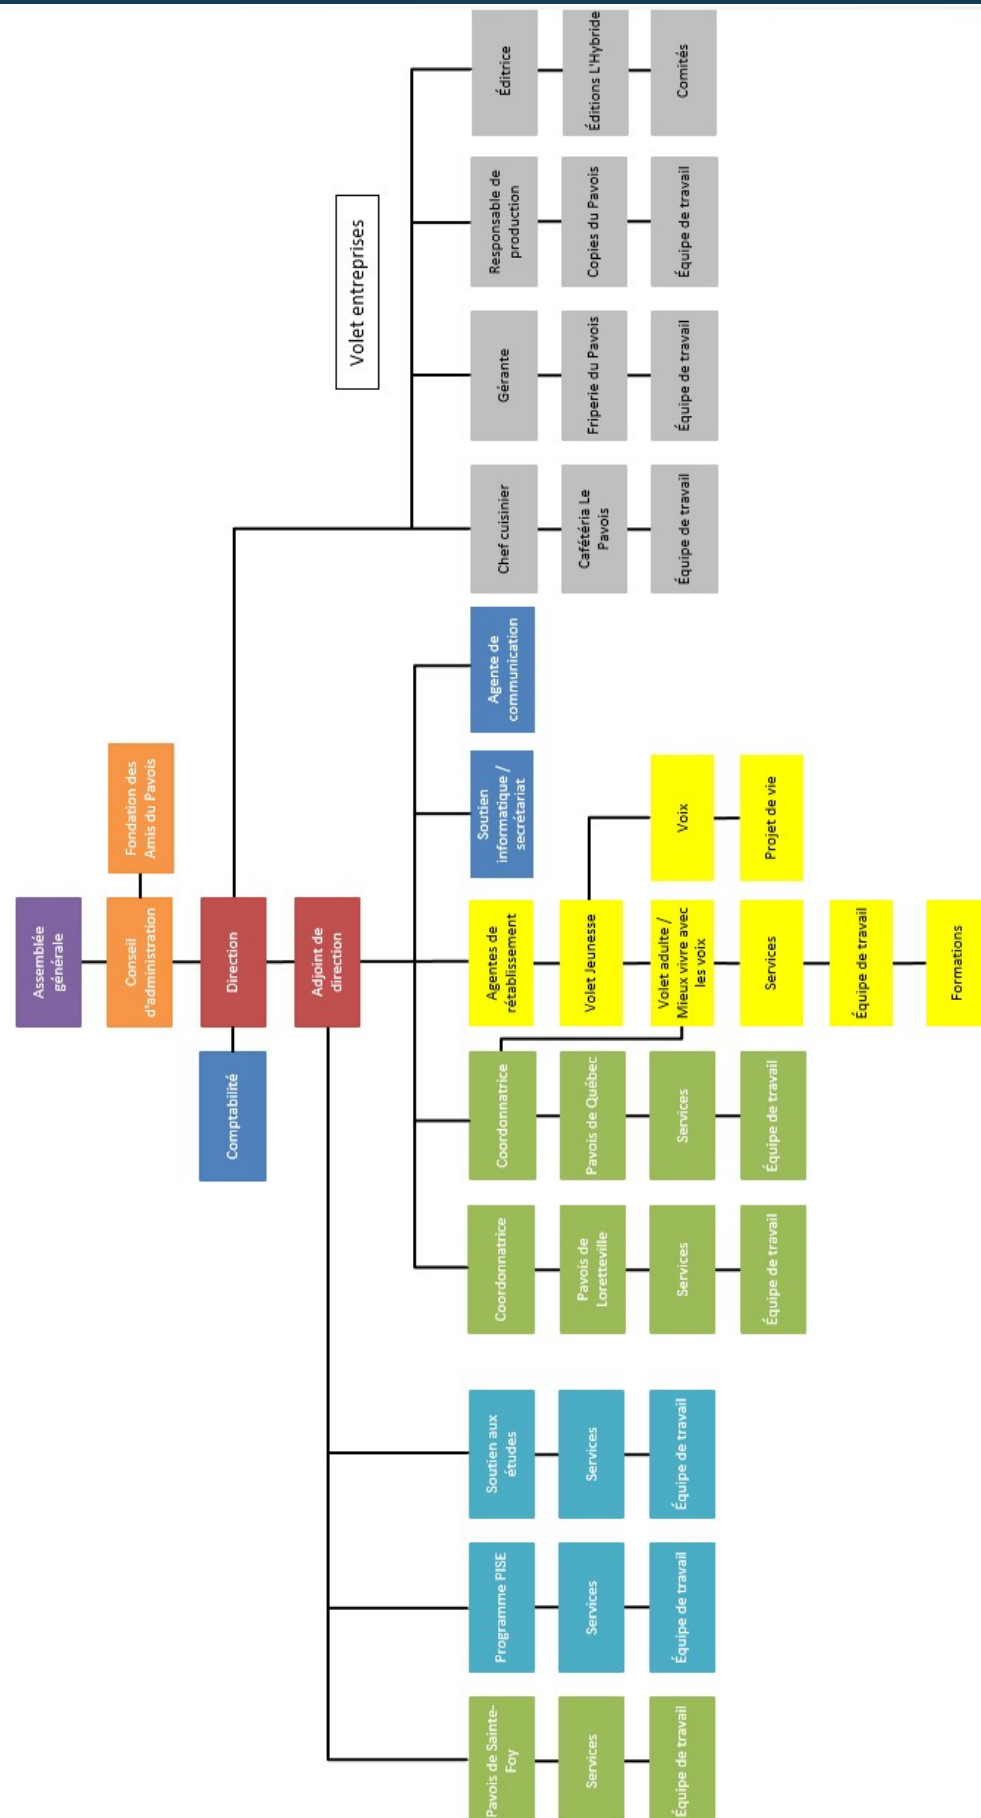 Assemblée
générale
Conseil
d'administration
Fondation des
Amis du Pavois
Direction
Comptabilité
Adjoint de
direction
Volet entreprises
Pavois de Sainte-
Foy
Services
Équipe de travail
Programme PISE
Services
Équipe de travail
Soutien aux
études
Services
Équipe de travail
Coordonnatrice
Pavois de
Loretteville
Services
Équipe de travail
Coordonnatrice
Pavois de Québec
Services
Équipe de travail
Agentes de
rétablissement
Volet Jeunesse
Volet adulte /
Mieux vivre avec
les voix
Services
Équipe de travail
Formations
Voix
Projet de vie
Soutien
informatique /
secrétariat
Agente de
communication
Chef cuisinier
Cafétéria Le
Pavois
Équipe de travail
Gérante
Friperie du Pavois
Équipe de travail
Responsable de
production
Copies du Pavois
Équipe de travail
Éditrice
Éditions L'Hybride
Comités